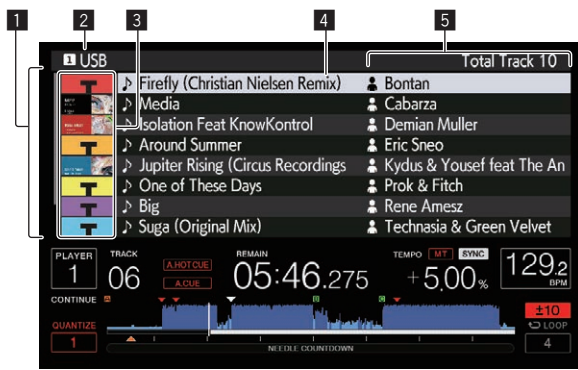 1 2 3 4 5
1 USB Total Track 10
Firefly (Christian Nielsen Remix) Bontan
Media Cabarza
Isolation Feat KnowKontrol Demian Muller
Around Summer Eric Sneo
Jupiter Rising (Circus Recordings Kydus & Yousef feat The An
One of These Days Prok & Fitch
Big Rene Amesz
Suga (Original Mix) Technasia & Green Velvet
PLAYER 1 TRACK 06 A.HOT CUE A.CUE REMAIN 05:46.275 TEMPO MT SYNC +5.00% 129.2 BPM
CONTINUE
QUANTIZE 1 ±10 LOOP 4
NEEDLE COUNTDOWN